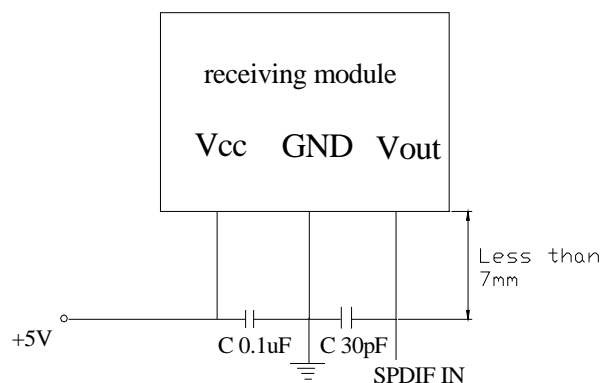 receiving module
Vcc GND Vout
Less than
7mm
+5V
C 0.1uF C 30pF
SPDIF IN